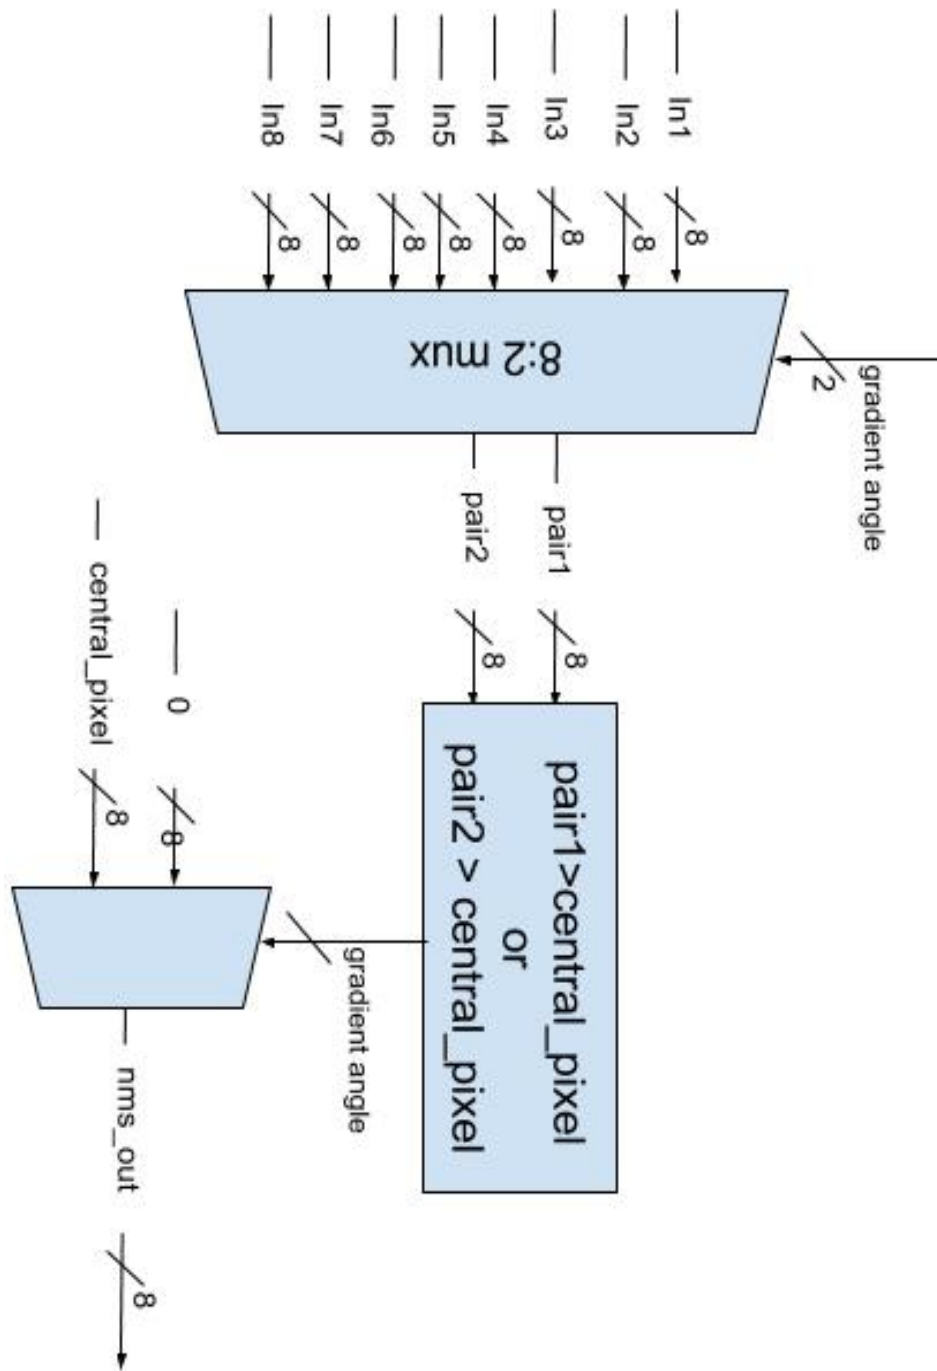 In1
In2
In3
In4
In5
In6
In7
In8
8
8
8
8
8
8
8
8
8:2 mux
gradient angle
2
pair1
pair2
8
8
pair1>central_pixel
or
pair2 > central_pixel
gradient angle
0
central_pixel
8
8
nms_out
8